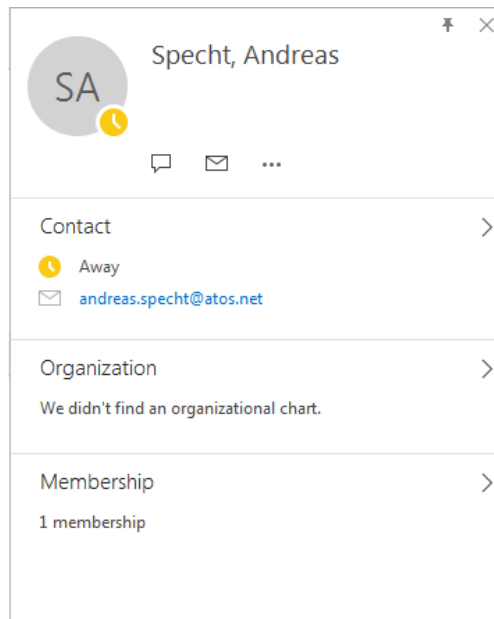 Specht, Andreas
SA
Contact
Away
andreas.specht@atos.net
Organization
We didn't find an organizational chart.
Membership
1 membership